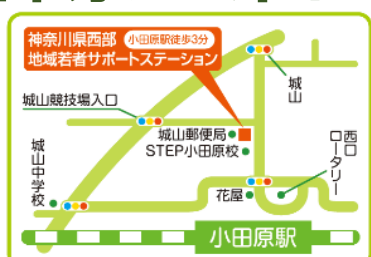 神奈川県西部 小田原駅徒歩3分
地域若者サポートステーション
城山
城山競技場入口
城山郵便局
STEP小田原校
西口
ロータリー
城山中学校
花屋
小田原駅